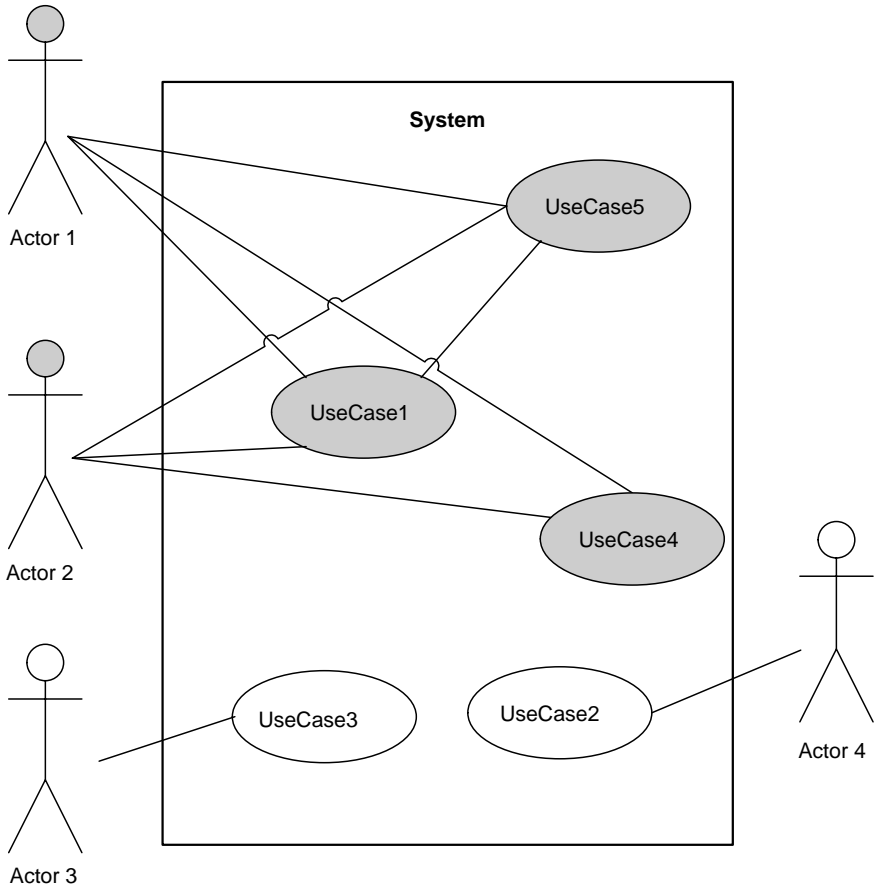 System
UseCase5
Actor 1
UseCase1
UseCase4
Actor 2
UseCase3
UseCase2
Actor 4
Actor 3